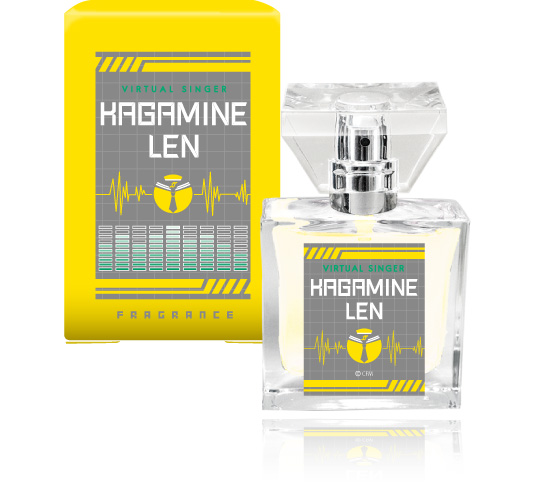 VIRTUAL SINGER
KAGAMINE
LEN
FRAGRANCE
VIRTUAL SINGER
KAGAMINE
LEN
© CFM